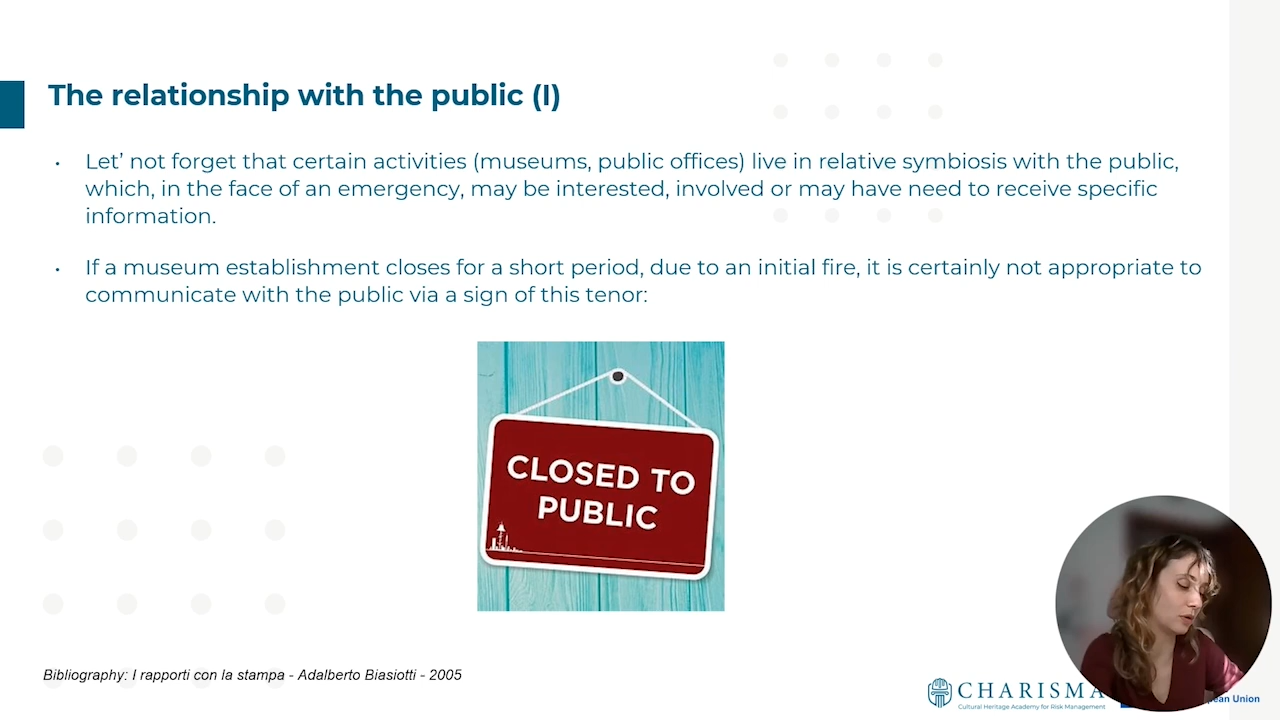 The relationship with the public (I)
• Let’ not forget that certain activities (museums, public offices) live in relative symbiosis with the public,
which, in the face of an emergency, may be interested, involved or may have need to receive specific
information.
• If a museum establishment closes for a short period, due to an initial fire, it is certainly not appropriate to
communicate with the public via a sign of this tenor:
CLOSED TO
PUBLIC
Bibliography: I rapporti con la stampa - Adalberto Biasiotti - 2005
CHARISMA
Cultural Heritage Academy for Risk Management
Union